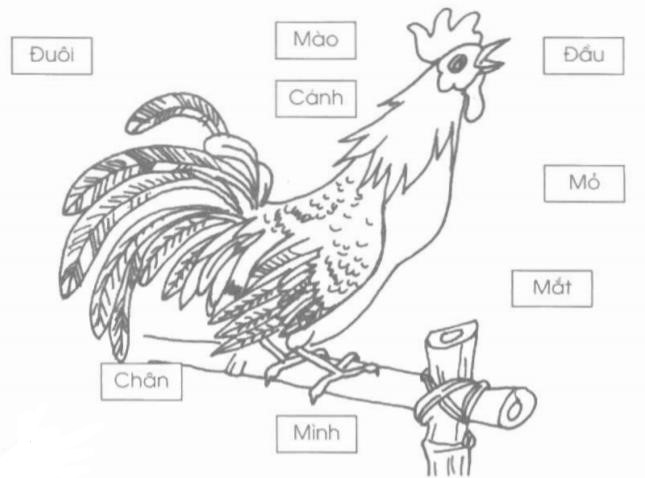 Mào
Đuôi
Đầu
Cánh
Mỏ
Mắt
Chân
Mình